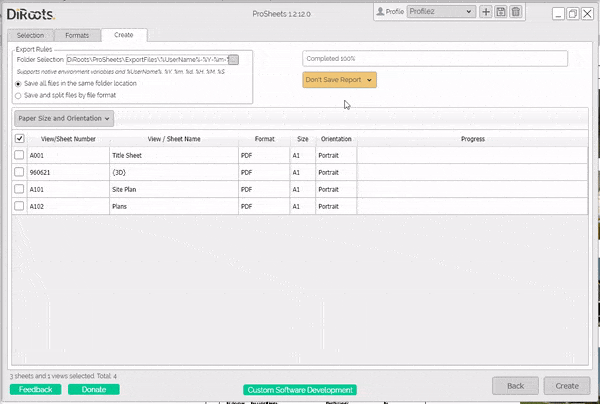 DiRoots.
ProSheets 1.2.12.0
Profile
Profile2
Selection
Formats
Create
Export Rules
Folder Selection
DiRoots\ProSheets\ExportFiles\%UserName%-%Y-%m-%
Supports native environment variables and %UserName%, %Y, %m, %d, %H, %M, %S
Save all files in the same folder location
Save and split files by file format
Completed 100%
Don't Save Report
Paper Size and Orientation
View/Sheet Number View / Sheet Name Format Size Orientation Progress
A001 Title Sheet PDF A1 Portrait
960621 {3D} PDF A1 Portrait
A101 Site Plan PDF A1 Portrait
A102 Plans PDF A1 Portrait
3 sheets and 1 views selected. Total: 4
Feedback
Donate
Custom Software Development
Back
Create